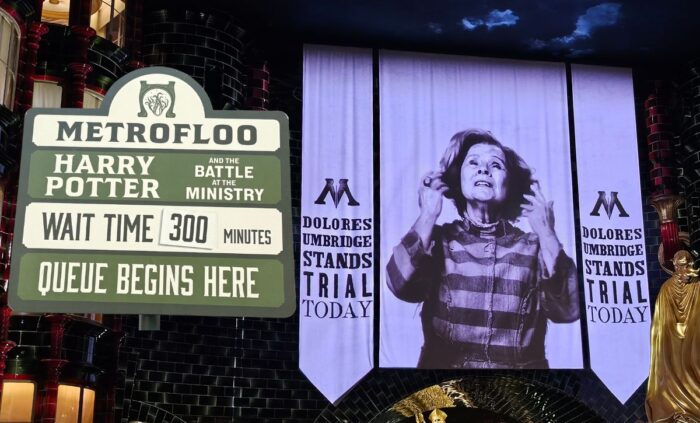 METROFLOO
HARRY POTTER
AND THE
BATTLE
AT THE
MINISTRY
WAIT TIME 300 MINUTES
QUEUE BEGINS HERE
M
DOLORES
UMBRIDGE
STANDS
TRIAL
TODAY
M
DOLORES
UMBRIDGE
STANDS
TRIAL
TODAY